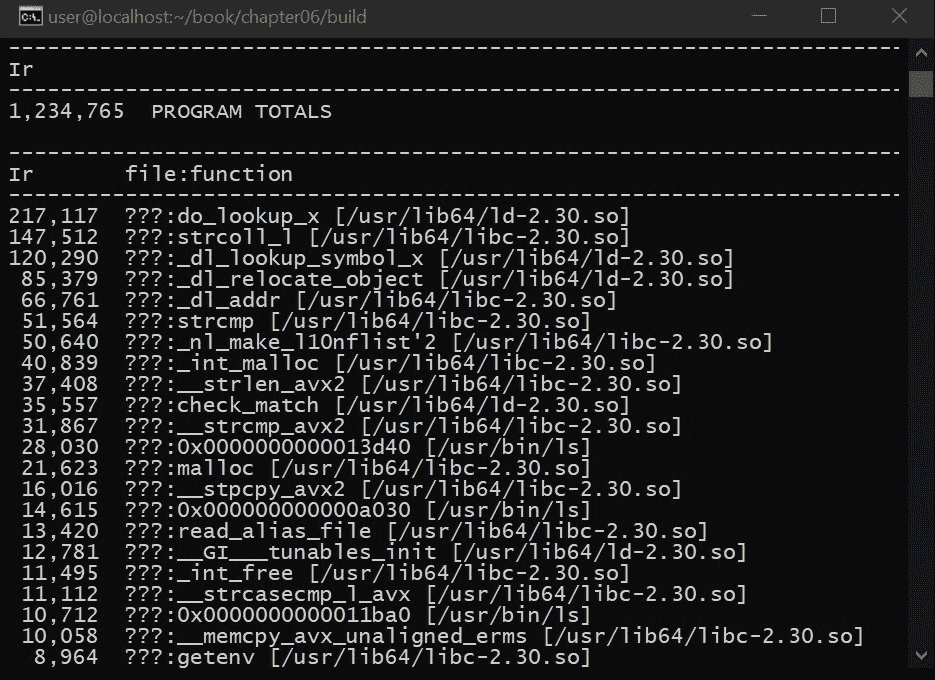 C:\. user@localhost:~/book/chapter06/build
--------------------------------------------------------------------------------
Ir
--------------------------------------------------------------------------------
1,234,765  PROGRAM TOTALS
--------------------------------------------------------------------------------
Ir       file:function
--------------------------------------------------------------------------------
217,117  ???:do_lookup_x [/usr/lib64/ld-2.30.so]
147,512  ???:strcoll_l [/usr/lib64/libc-2.30.so]
120,290  ???:_dl_lookup_symbol_x [/usr/lib64/ld-2.30.so]
 85,379  ???:_dl_relocate_object [/usr/lib64/ld-2.30.so]
 66,761  ???:_dl_addr [/usr/lib64/libc-2.30.so]
 51,564  ???:strcmp [/usr/lib64/libc-2.30.so]
 50,640  ???:_nl_make_l10nflist'2 [/usr/lib64/libc-2.30.so]
 40,839  ???:_int_malloc [/usr/lib64/libc-2.30.so]
 37,408  ???:__strlen_avx2 [/usr/lib64/libc-2.30.so]
 35,557  ???:check_match [/usr/lib64/ld-2.30.so]
 31,867  ???:__strcmp_avx2 [/usr/lib64/libc-2.30.so]
 28,030  ???:0x0000000000013d40 [/usr/bin/ls]
 21,623  ???:malloc [/usr/lib64/libc-2.30.so]
 16,016  ???:__stpcpy_avx2 [/usr/lib64/libc-2.30.so]
 14,615  ???:0x000000000000a030 [/usr/bin/ls]
 13,420  ???:read_alias_file [/usr/lib64/libc-2.30.so]
 12,781  ???:__GI___tunables_init [/usr/lib64/ld-2.30.so]
 11,495  ???:_int_free [/usr/lib64/libc-2.30.so]
 11,112  ???:__strcasecmp_l_avx [/usr/lib64/libc-2.30.so]
 10,712  ???:0x0000000000011ba0 [/usr/bin/ls]
 10,058  ???:__memcpy_avx_unaligned_erms [/usr/lib64/libc-2.30.so]
  8,964  ???:getenv [/usr/lib64/libc-2.30.so]